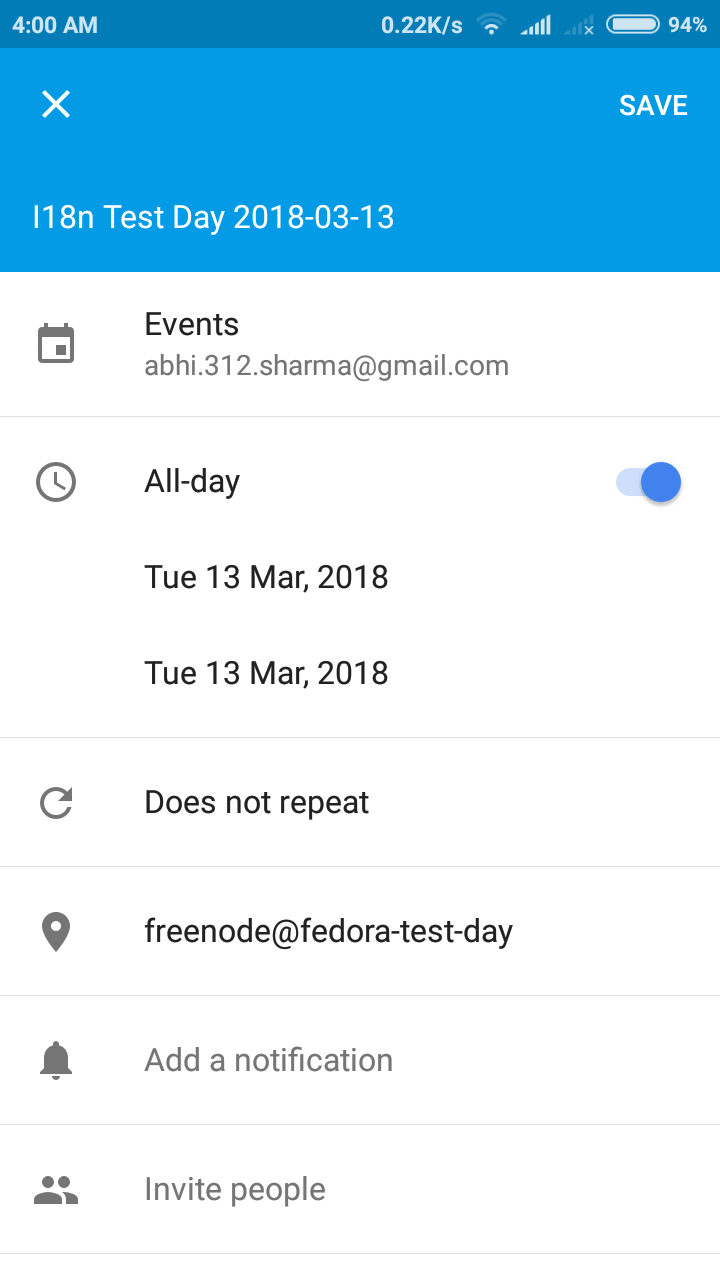 4:00 AM 0.22K/s 94%
SAVE
I18n Test Day 2018-03-13
Events
abhi.312.sharma@gmail.com
All-day
Tue 13 Mar, 2018
Tue 13 Mar, 2018
Does not repeat
freenode@fedora-test-day
Add a notification
Invite people